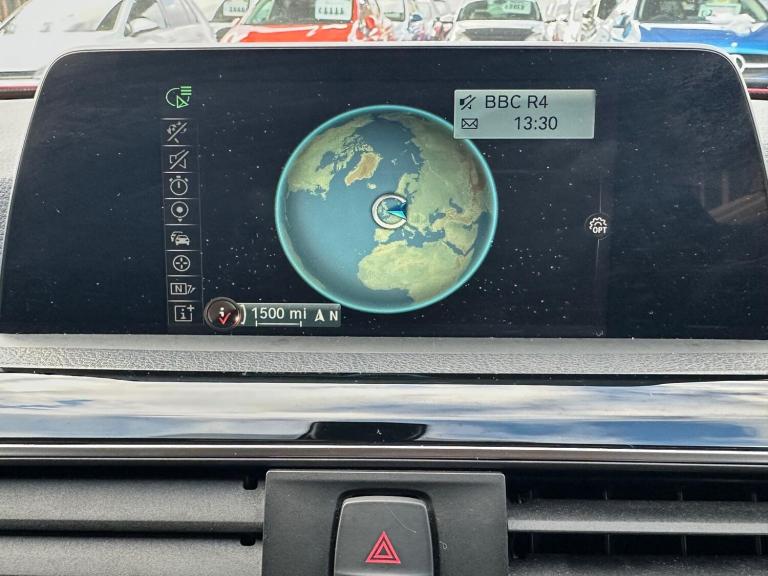 BBC R4
13:30
OPT
N
i+
1500 mi N